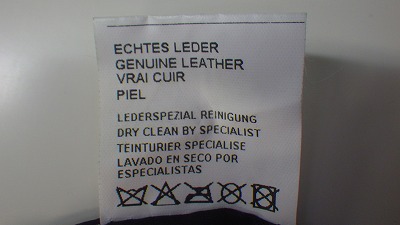 ECHTES LEDER
GENUINE LEATHER
VRAI CUIR
PIEL
LEDERSPEZIAL REINIGUNG
DRY CLEAN BY SPECIALIST
TEINTURIER SPECIALISE
LAVADO EN SECO POR
ESPECIALISTAS